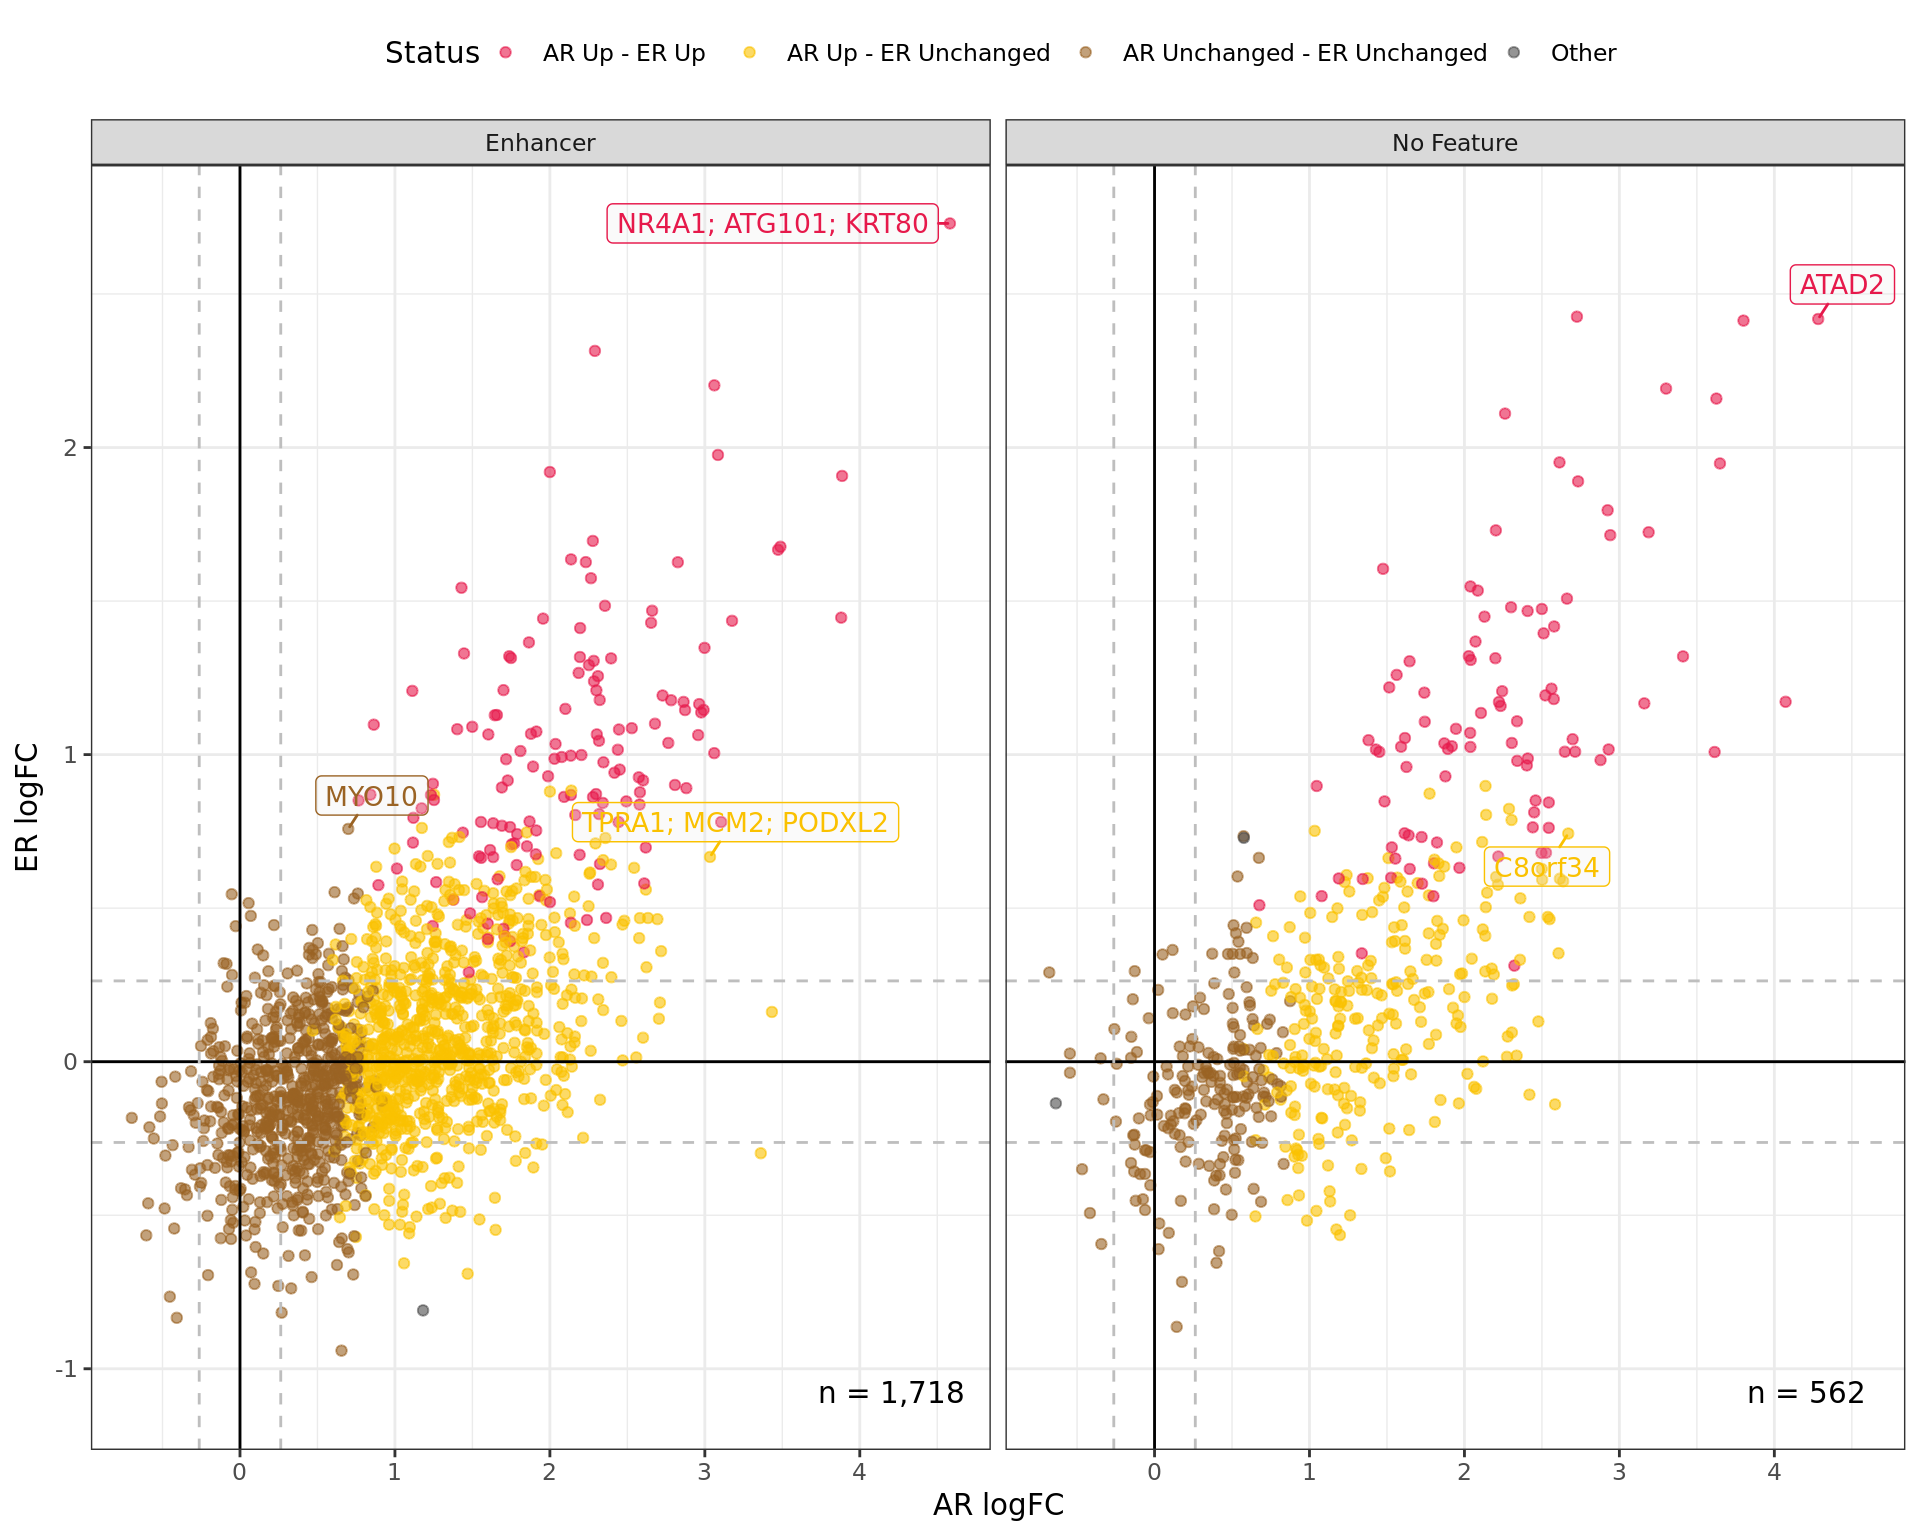 Status AR Up - ER Up AR Up - ER Unchanged AR Unchanged - ER Unchanged Other
Enhancer
No Feature
NR4A1; ATG101; KRT80
ATAD2
2
1
MYO10
TPRA1; MCM2; PODXL2
C8orf34
0
-1
n = 1,718
n = 562
0 1 2 3 4
0 1 2 3 4
AR logFC
ER logFC